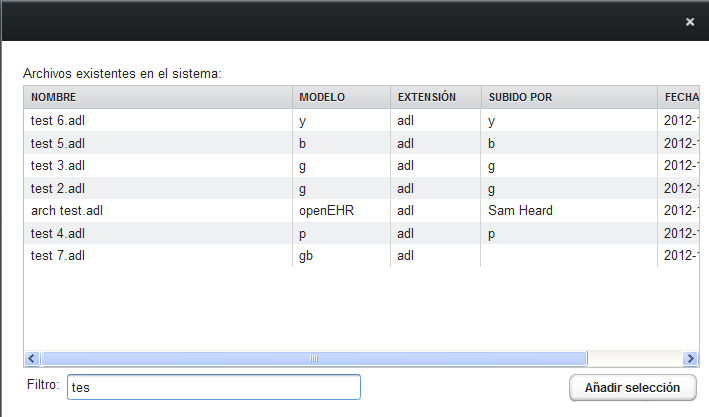 Archivos existentes en el sistema:
NOMBRE MODELO EXTENSIÓN SUBIDO POR FECHA
test 6.adl y adl y 2012-1
test 5.adl b adl b 2012-1
test 3.adl g adl g 2012-1
test 2.adl g adl g 2012-1
arch test.adl openEHR adl Sam Heard 2012-1
test 4.adl p adl p 2012-1
test 7.adl gb adl 2012-1
Filtro: tes Añadir selección